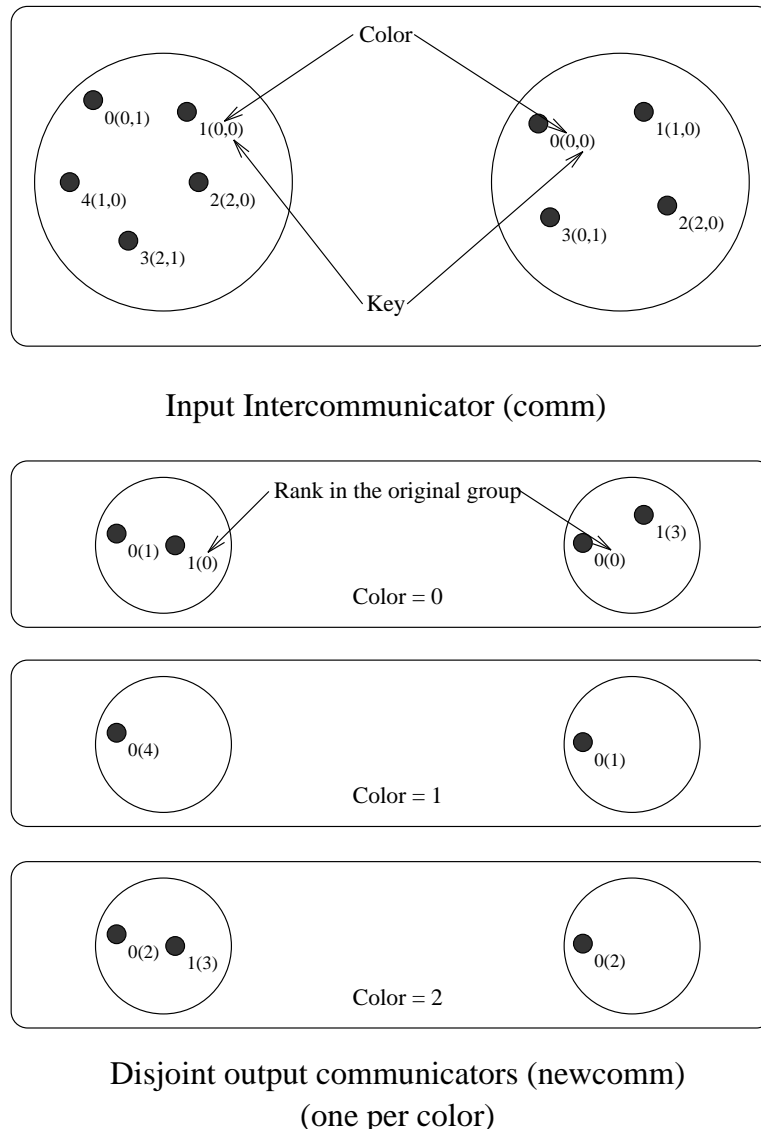 Color
0(0,1)
1(0,0)
4(1,0)
2(2,0)
3(2,1)
0(0,0)
1(1,0)
3(0,1)
2(2,0)
Key
Input Intercommunicator (comm)
Rank in the original group
0(1)
1(0)
0(0)
1(3)
Color = 0
0(4)
0(1)
Color = 1
0(2)
1(3)
0(2)
Color = 2
Disjoint output communicators (newcomm)
(one per color)